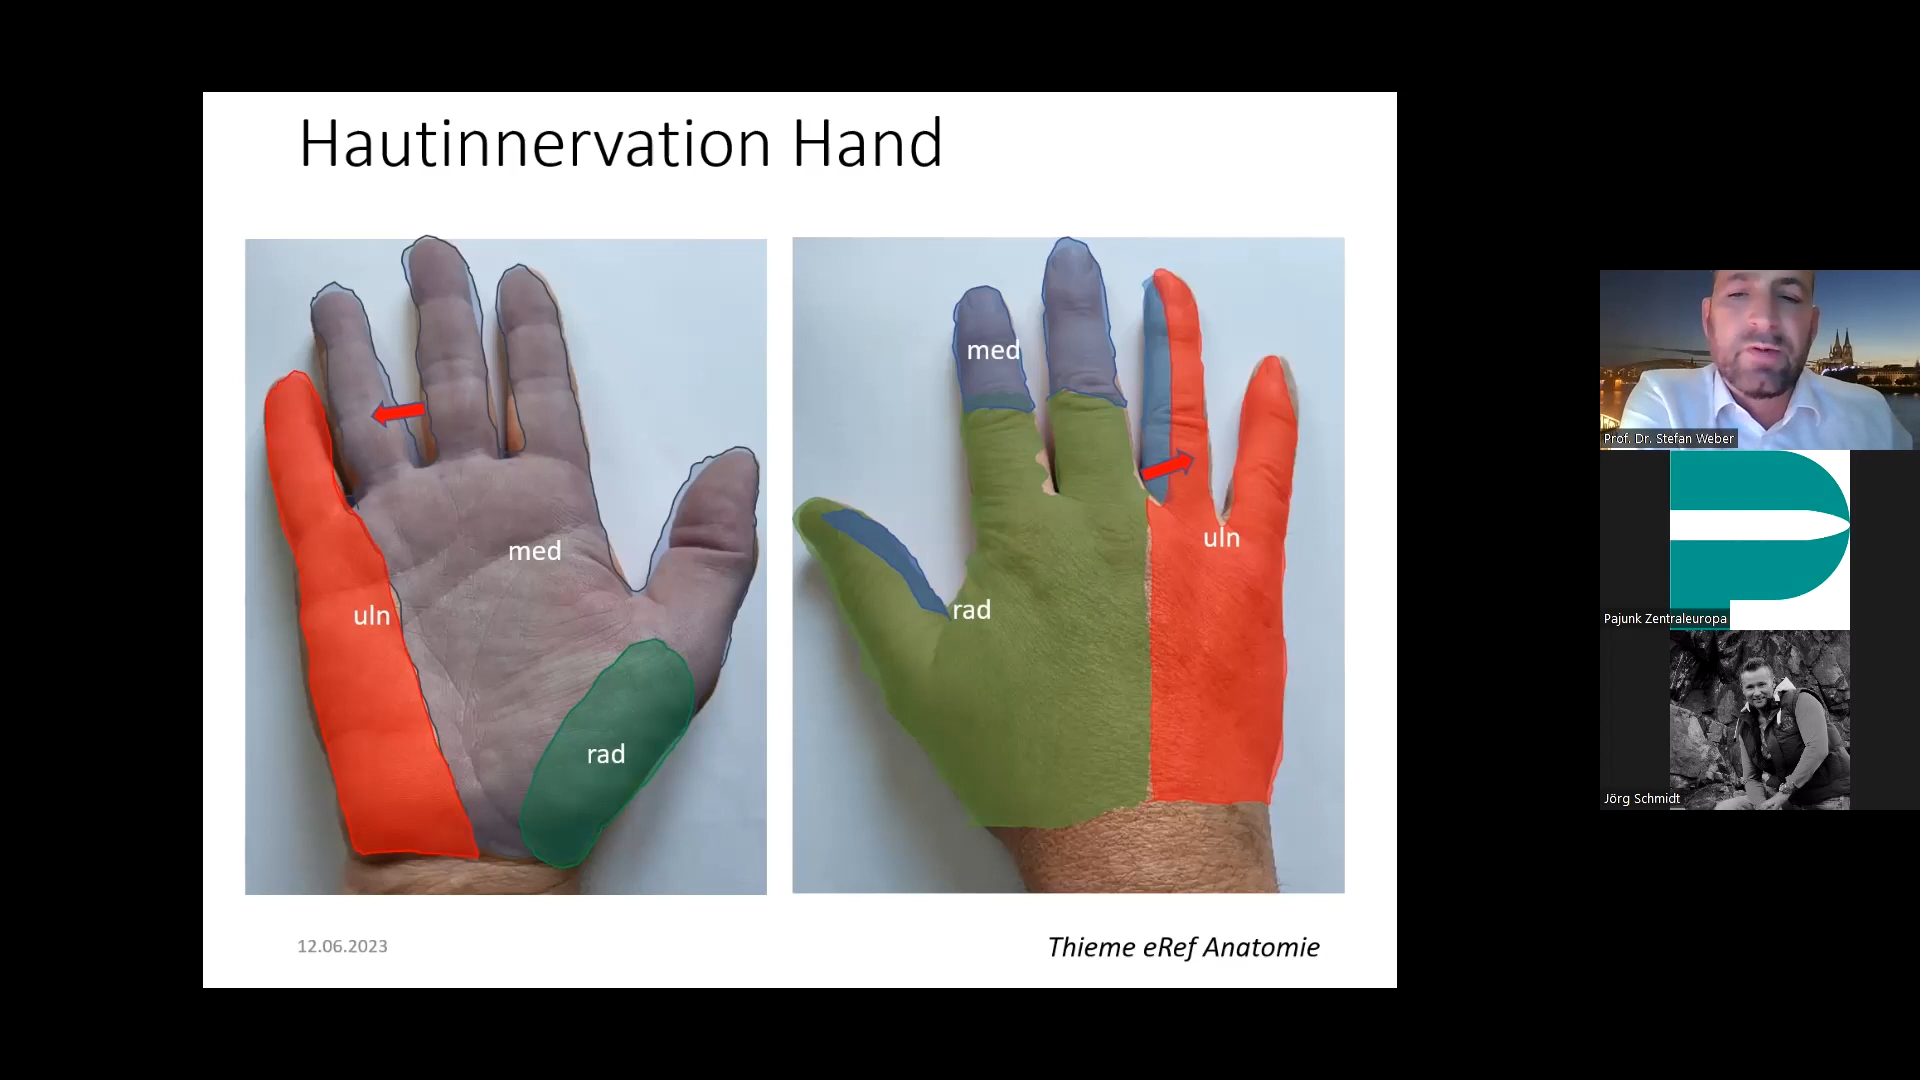 Hautinnervation Hand
med
uln
rad
med
uln
rad
12.06.2023
Thieme eRef Anatomie
Prof. Dr. Stefan Weber
Pajunk Zentraleuropa
Jörg Schmidt